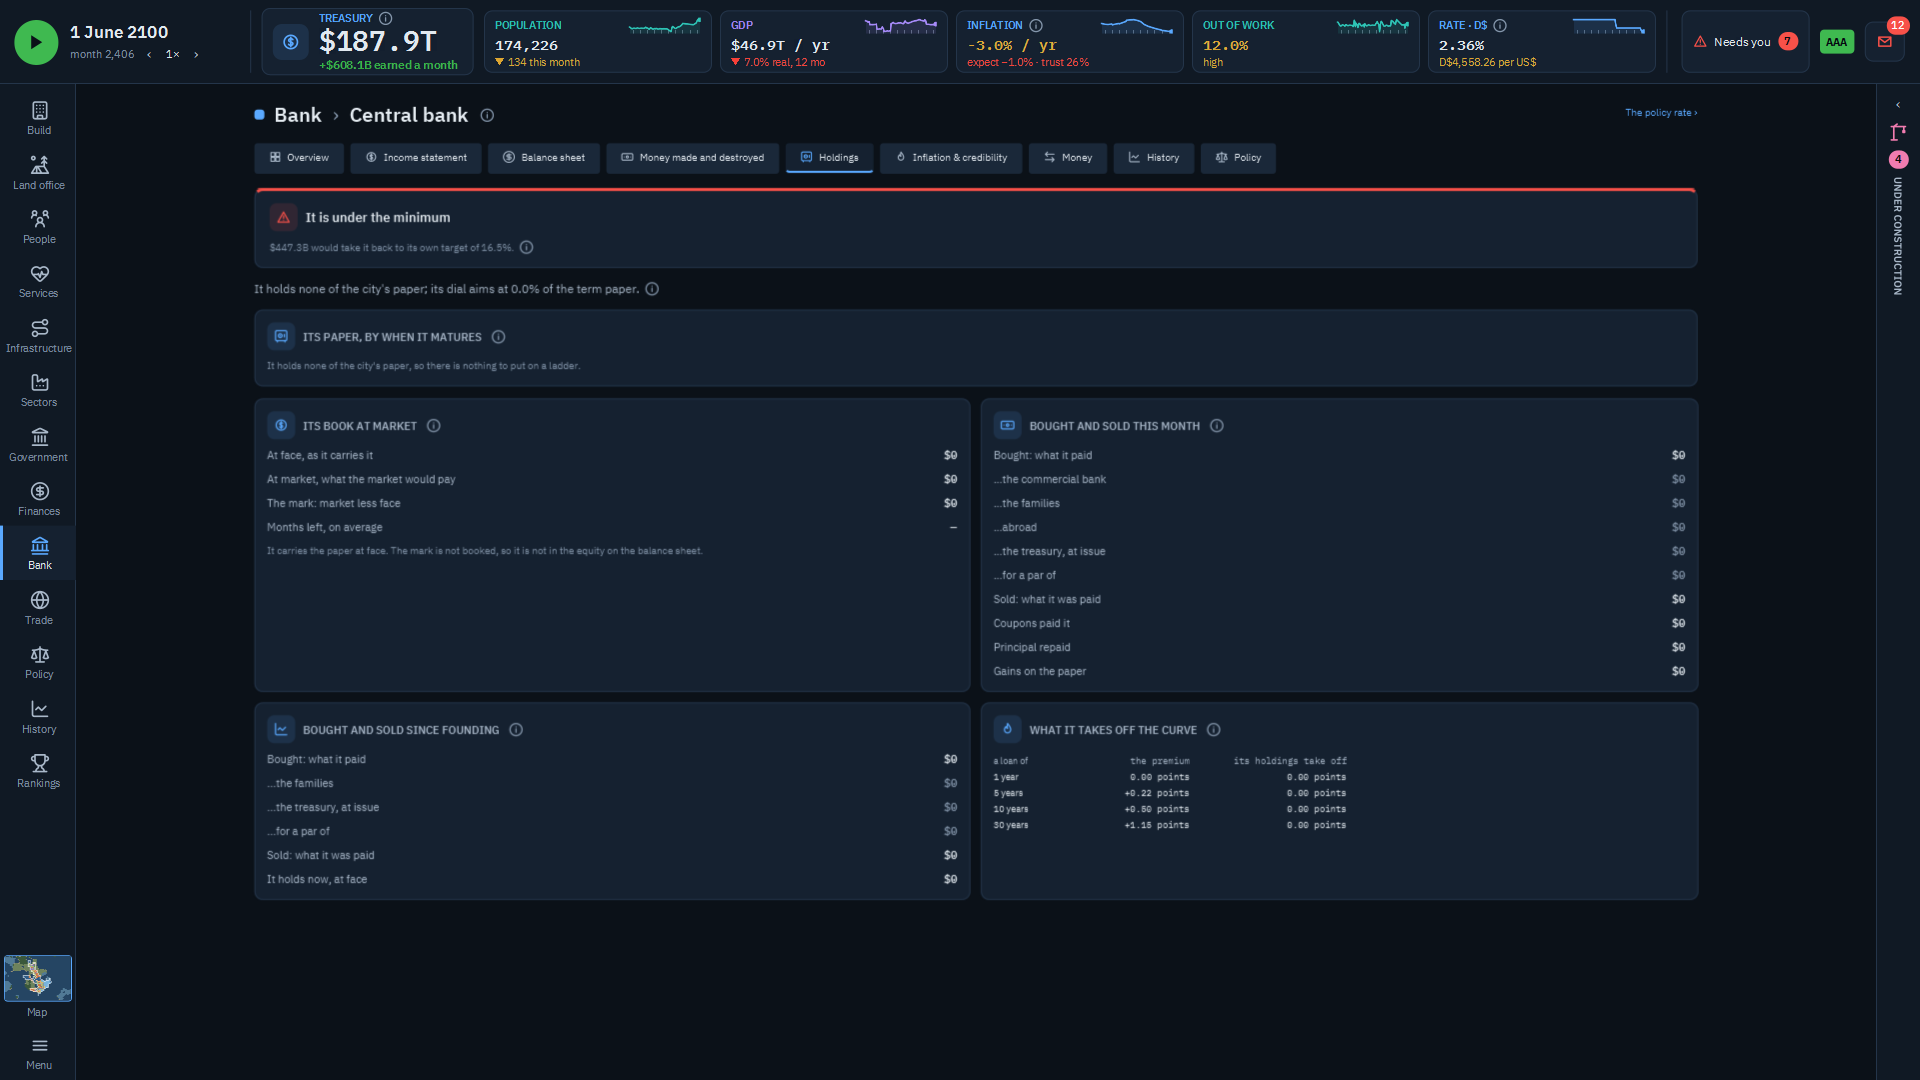 1 June 2100
month 2,406 ‹ 1× ›
TREASURY
$187.9T
+$608.1B earned a month
POPULATION
174,226
▼ 134 this month
GDP
$46.9T / yr
▼ 7.0% real, 12 mo
INFLATION
-3.0% / yr
expect −1.0% · trust 26%
OUT OF WORK
12.0%
high
RATE · D$
2.36%
D$4,558.26 per US$
Needs you 7
AAA
12
Build
Land office
People
Services
Infrastructure
Sectors
Government
Finances
Bank
Trade
Policy
History
Rankings
Map
Menu
Bank › Central bank
The policy rate ›
Overview
Income statement
Balance sheet
Money made and destroyed
Holdings
Inflation & credibility
Money
History
Policy
It is under the minimum
$447.3B would take it back to its own target of 16.5%.
It holds none of the city's paper; its dial aims at 0.0% of the term paper.
ITS PAPER, BY WHEN IT MATURES
It holds none of the city's paper, so there is nothing to put on a ladder.
ITS BOOK AT MARKET
At face, as it carries it $0
At market, what the market would pay $0
The mark: market less face $0
Months left, on average –
It carries the paper at face. The mark is not booked, so it is not in the equity on the balance sheet.
BOUGHT AND SOLD THIS MONTH
Bought: what it paid $0
...the commercial bank $0
...the families $0
...abroad $0
...the treasury, at issue $0
...for a par of $0
Sold: what it was paid $0
Coupons paid it $0
Principal repaid $0
Gains on the paper $0
BOUGHT AND SOLD SINCE FOUNDING
Bought: what it paid $0
...the families $0
...the treasury, at issue $0
...for a par of $0
Sold: what it was paid $0
It holds now, at face $0
WHAT IT TAKES OFF THE CURVE
a loan of the premium its holdings take off
1 year 0.00 points 0.00 points
5 years +0.22 points 0.00 points
10 years +0.50 points 0.00 points
30 years +1.15 points 0.00 points
‹
4
UNDER CONSTRUCTION